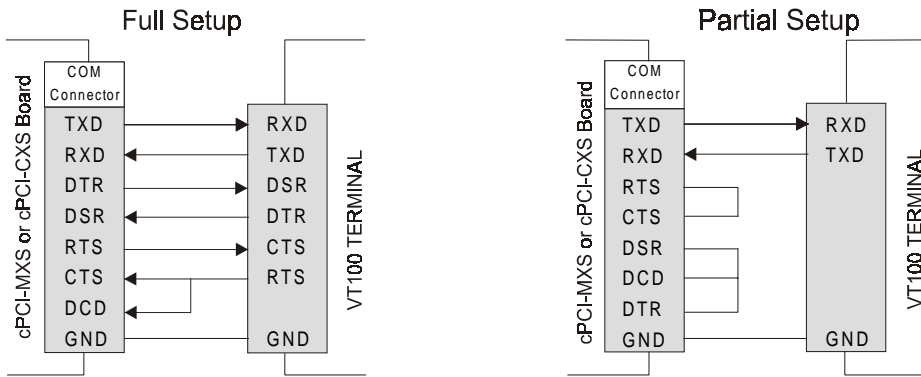 Full Setup
cPCI-MXS or cPCI-CXS Board
COM
Connector
TXD
RXD
DTR
DSR
RTS
CTS
DCD
GND
RXD
TXD
DSR
DTR
CTS
RTS
GND
VT100 TERMINAL
Partial Setup
cPCI-MXS or cPCI-CXS Board
COM
Connector
TXD
RXD
RTS
CTS
DSR
DCD
DTR
GND
RXD
TXD
GND
VT100 TERMINAL